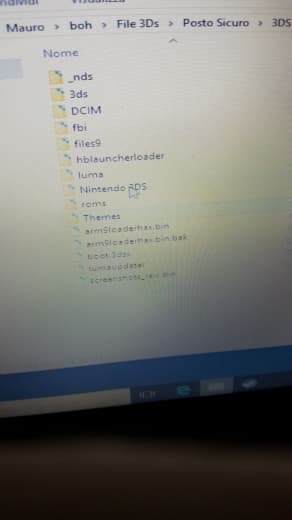 Mauro > boh > File 3Ds > Posto Sicuro > 3DS
Nome
_nds
3ds
DCIM
fbi
files9
hblauncherloader
luma
Nintendo 3DS
roms
Themes
arm9loaderhax.bin
arm9loaderhax.bin.bak
boot.3dsx
lumaupdater